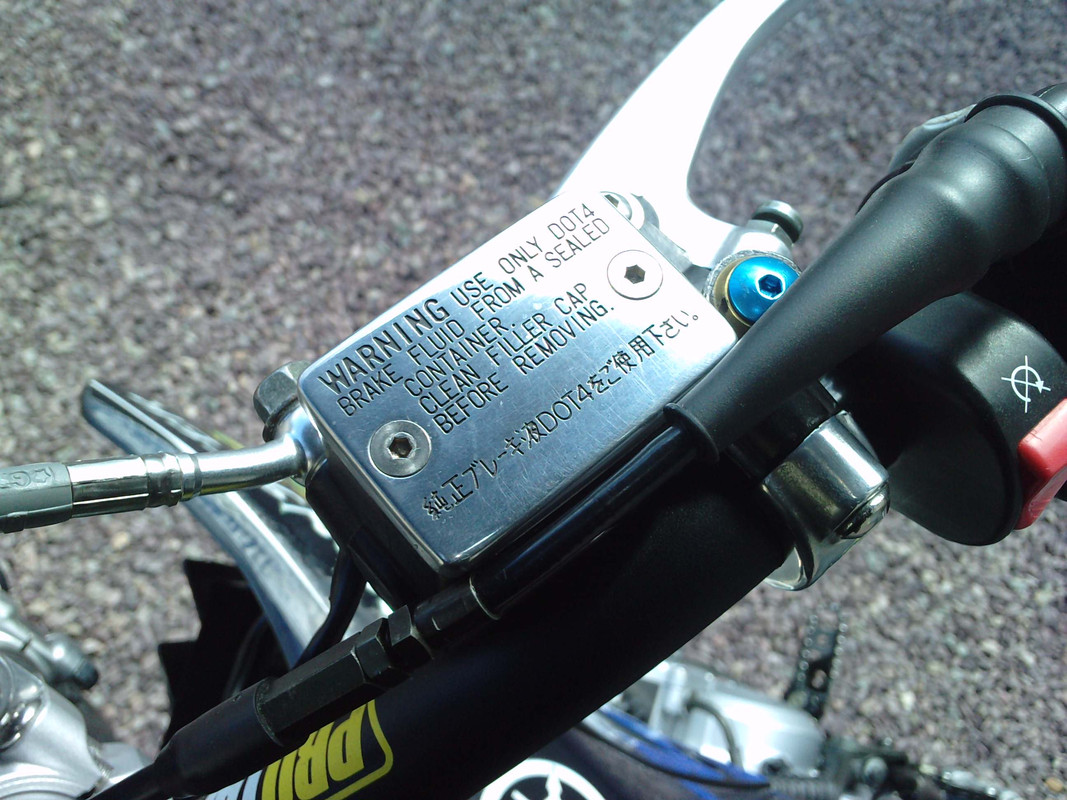 WARNING USE ONLY DOT4
BRAKE FLUID FROM A SEALED
CONTAINER.
CLEAN FILLER CAP
BEFORE REMOVING.
純正ブレーキ液DOT4をご使用下さい。